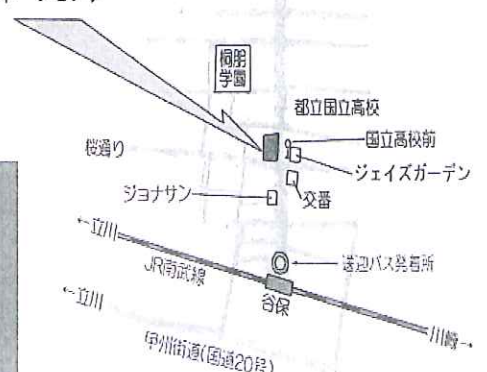 桐朋
学園
都立国立高校
国立高校前
桜通り
ジェイズガーデン
ジョナサン
交番
←立川
JR南武線
送迎バス発着所
谷保
←立川
川崎→
甲州街道(国道20号)